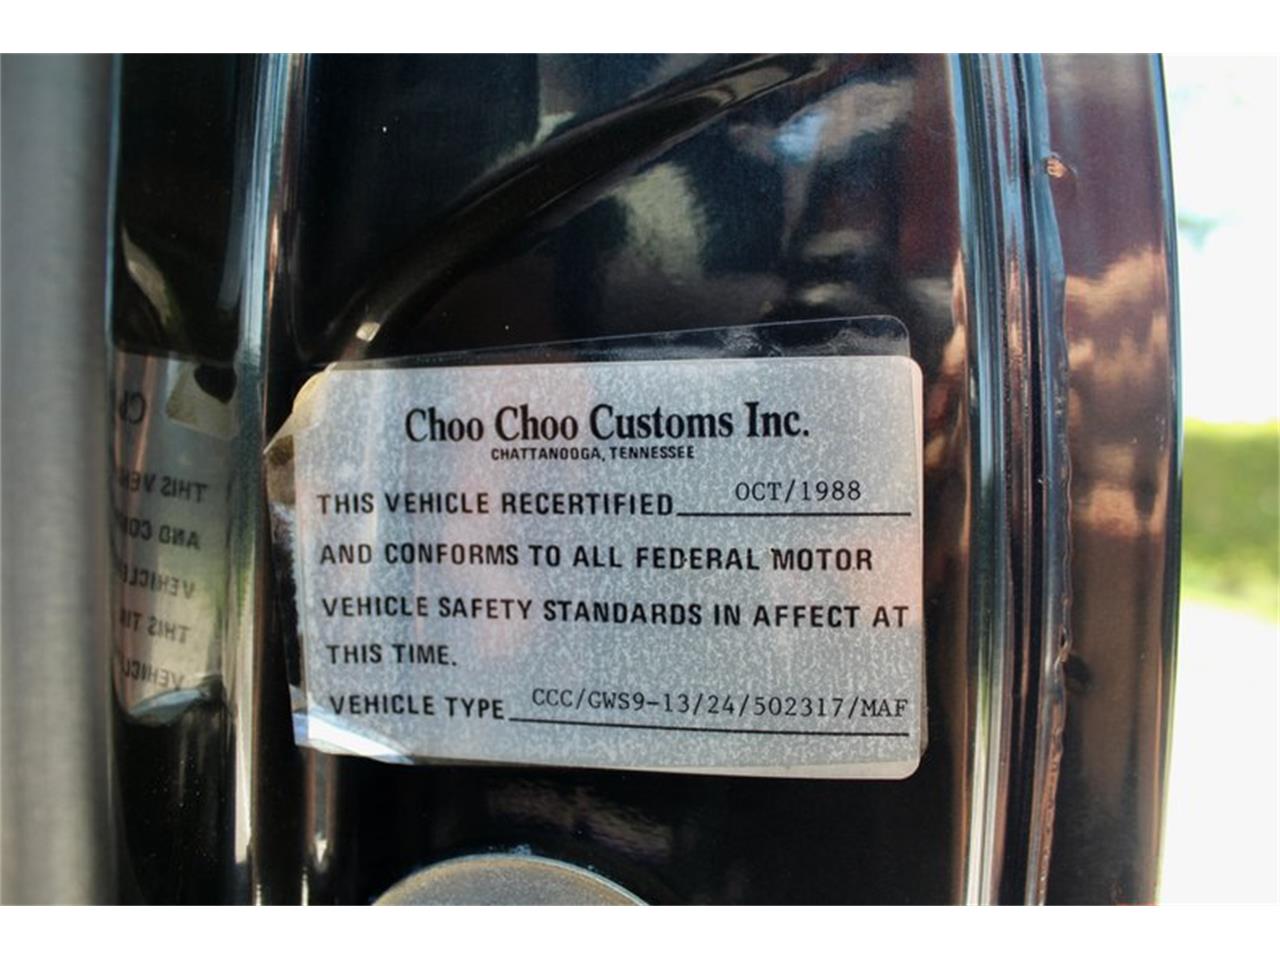 Choo Choo Customs Inc.
CHATTANOOGA, TENNESSEE
THIS VEHICLE RECERTIFIED OCT/1988
AND CONFORMS TO ALL FEDERAL MOTOR
VEHICLE SAFETY STANDARDS IN AFFECT AT
THIS TIME.
VEHICLE TYPE CCC/GWS9-13/24/502317/MAF